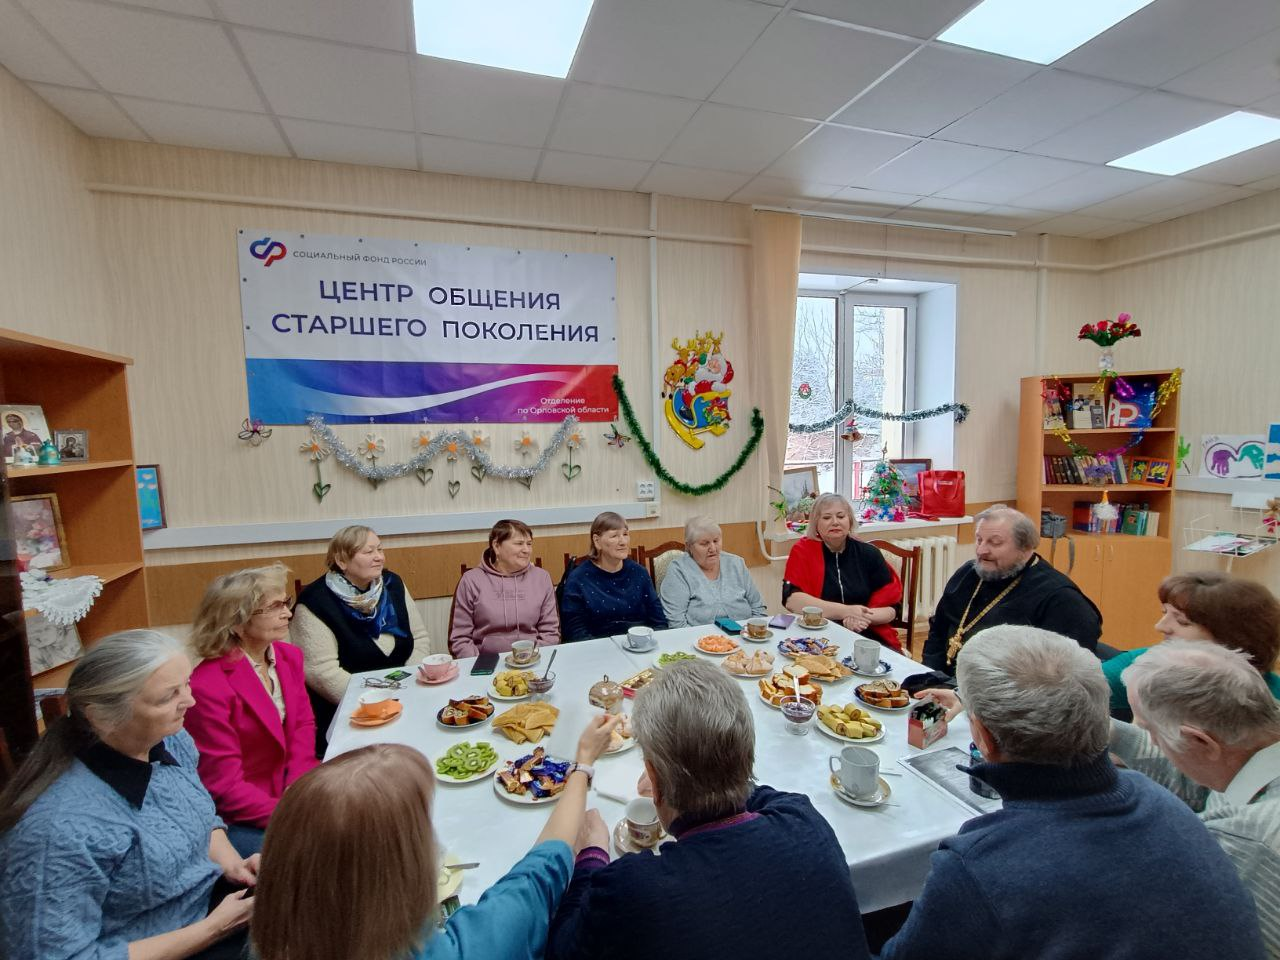 СОЦИАЛЬНЫЙ ФОНД РОССИИ
ЦЕНТР ОБЩЕНИЯ
СТАРШЕГО ПОКОЛЕНИЯ
Отделение
по Орловской области